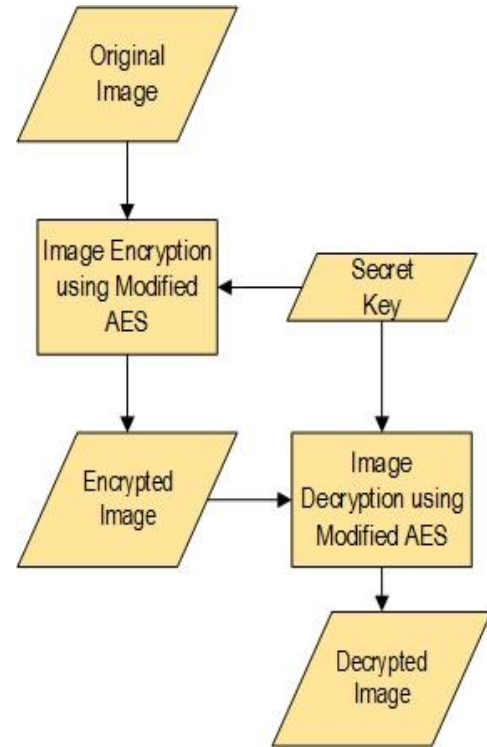 Original
Image
Image Encryption
using Modified
AES
Secret
Key
Encrypted
Image
Image
Decryption using
Modified AES
Decrypted
Image